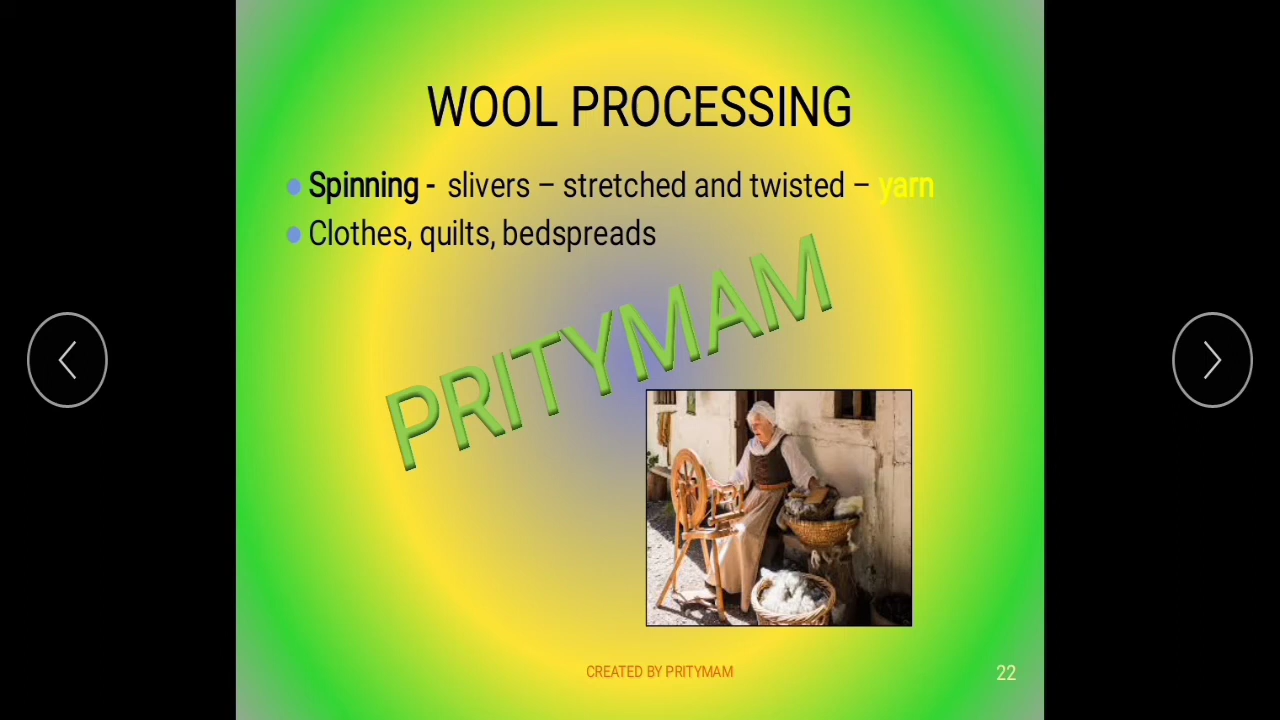 WOOL PROCESSING
Spinning - slivers – stretched and twisted – yarn
Clothes, quilts, bedspreads
PRITYMAM
CREATED BY PRITYMAM
22